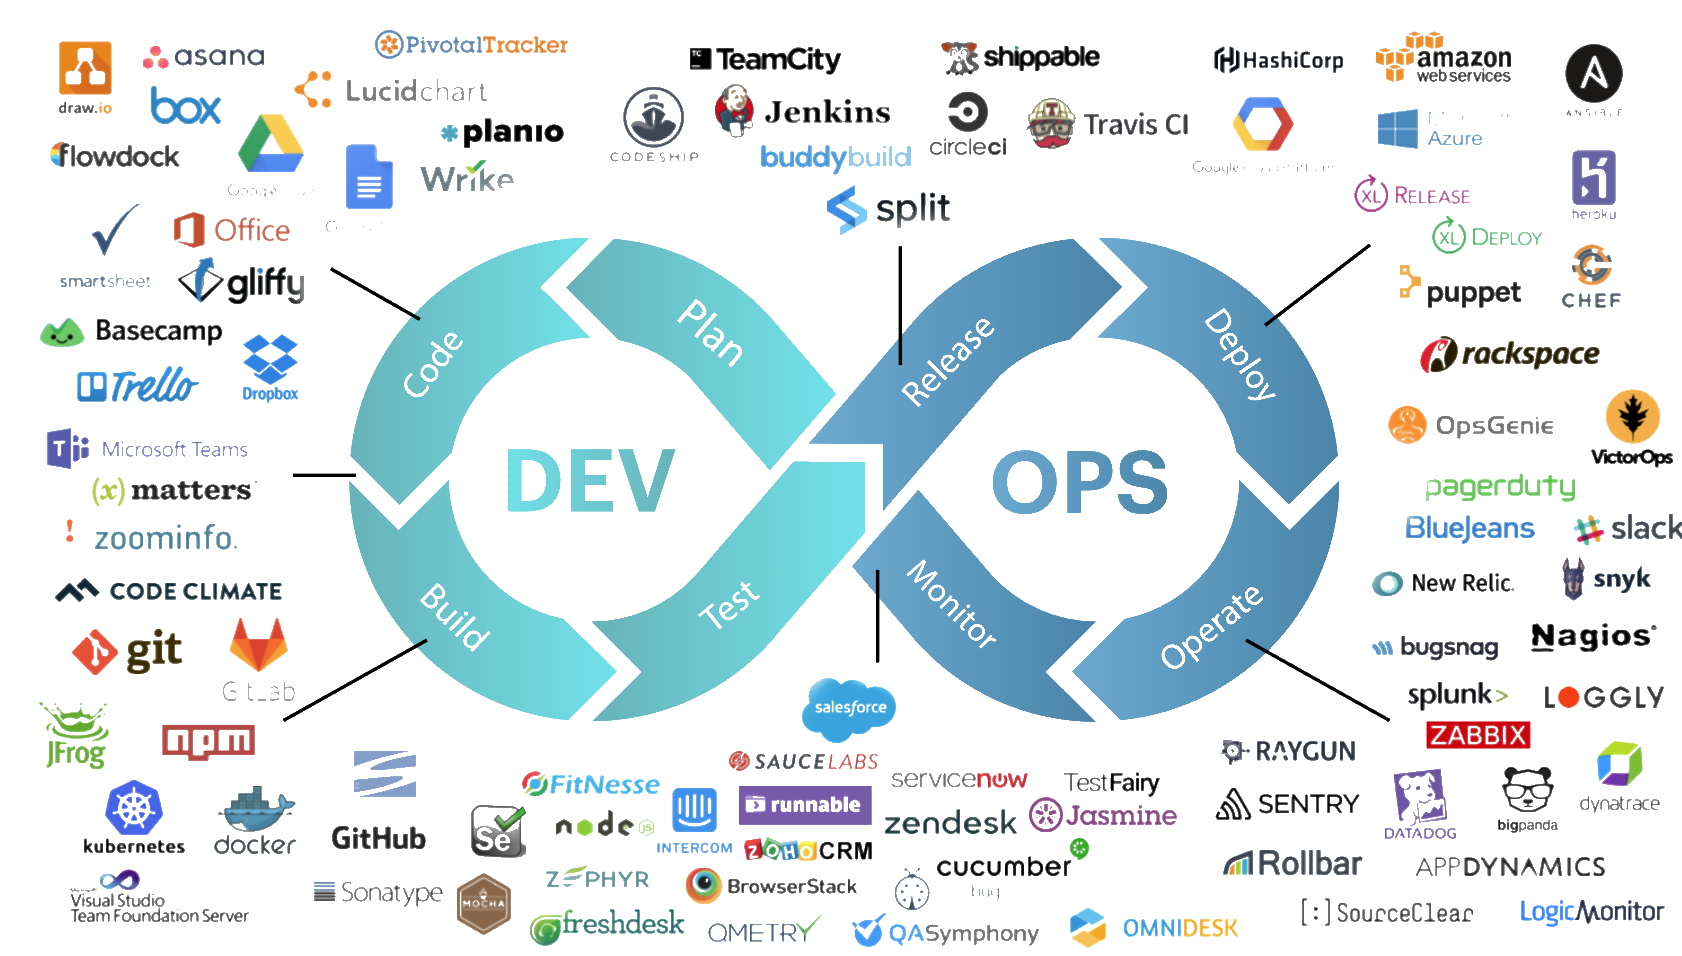 draw.io
asana
PivotalTracker
box
Lucidchart
flowdock
planio
Wrike
smartsheet
Office
gliffy
Basecamp
Trello
Dropbox
Microsoft Teams
(x)matters
zoominfo.
CODE CLIMATE
git
JFrog
npm
kubernetes
docker
GitHub
Visual Studio
Team Foundation Server
Sonatype
TC
TeamCity
shippable
CODESHIP
Jenkins
circleci
Travis CI
buddybuild
split
HashiCorp
amazon
web services
Azure
ANSIBLE
XL RELEASE
heroku
XL DEPLOY
puppet
CHEF
rackspace
OpsGenie
VictorOps
pagerduty
BlueJeans
slack
New Relic.
snyk
bugsnag
Nagios®
splunk>
LOGGLY
ZABBIX
Plan
Code
Build
Test
Release
Deploy
Operate
Monitor
DEV
OPS
salesforce
SAUCELABS
FitNesse
servicenow
TestFairy
Se
node
JS
INTERCOM
runnable
zendesk
Jasmine
ZOHO CRM
cucumber
ZEPHYR
BrowserStack
MOCHA
freshdesk
QMETRY
QASymphony
OMNIDESK
RAYGUN
SENTRY
DATADOG
bigpanda
dynatrace
Rollbar
APPDYNAMICS
[:]SourceClear
LogicMonitor